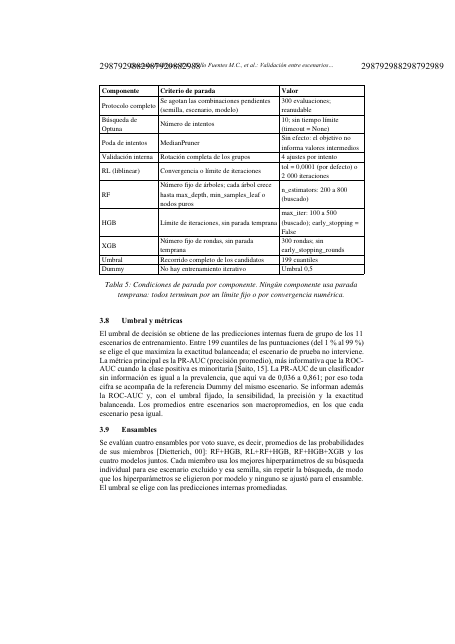 Fuentes M.C., et al.: Validación entre escenarios...
Componente Criterio de parada Valor
Protocolo completo Se agotan las combinaciones pendientes (semilla, escenario, modelo) 300 evaluaciones; reanudable
Búsqueda de Optuna Número de intentos 10; sin tiempo límite (timeout = None)
Poda de intentos MedianPruner Sin efecto: el objetivo no informa valores intermedios
Validación interna Rotación completa de los grupos 4 ajustes por intento
RL (liblinear) Convergencia o límite de iteraciones tol = 0,0001 (por defecto) o 2 000 iteraciones
RF Número fijo de árboles; cada árbol crece hasta max_depth, min_samples_leaf o nodos puros n_estimators: 200 a 800 (buscado)
HGB Límite de iteraciones, sin parada temprana max_iter: 100 a 500 (buscado); early_stopping = False
XGB Número fijo de rondas, sin parada temprana 300 rondas; sin early_stopping_rounds
Umbral Recorrido completo de los candidatos 199 cuantiles
Dummy No hay entrenamiento iterativo Umbral 0,5
Tabla 5: Condiciones de parada por componente. Ningún componente usa parada
temprana: todos terminan por un límite fijo o por convergencia numérica.
3.8 Umbral y métricas
El umbral de decisión se obtiene de las predicciones internas fuera de grupo de los 11
escenarios de entrenamiento. Entre 199 cuantiles de las puntuaciones (del 1 % al 99 %)
se elige el que maximiza la exactitud balanceada; el escenario de prueba no interviene.
La métrica principal es la PR-AUC (precisión promedio), más informativa que la ROC-
AUC cuando la clase positiva es minoritaria [Saito, 15]. La PR-AUC de un clasificador
sin información es igual a la prevalencia, que aquí va de 0,036 a 0,861; por eso toda
cifra se acompaña de la referencia Dummy del mismo escenario. Se informan además
la ROC-AUC y, con el umbral fijado, la sensibilidad, la precisión y la exactitud
balanceada. Los promedios entre escenarios son macropromedios, en los que cada
escenario pesa igual.
3.9 Ensambles
Se evalúan cuatro ensambles por voto suave, es decir, promedios de las probabilidades
de sus miembros [Dietterich, 00]: RF+HGB, RL+RF+HGB, RF+HGB+XGB y los
cuatro modelos juntos. Cada miembro usa los mejores hiperparámetros de su búsqueda
individual para ese escenario excluido y esa semilla, sin repetir la búsqueda, de modo
que los hiperparámetros se eligieron por modelo y ninguno se ajustó para el ensamble.
El umbral se elige con las predicciones internas promediadas.